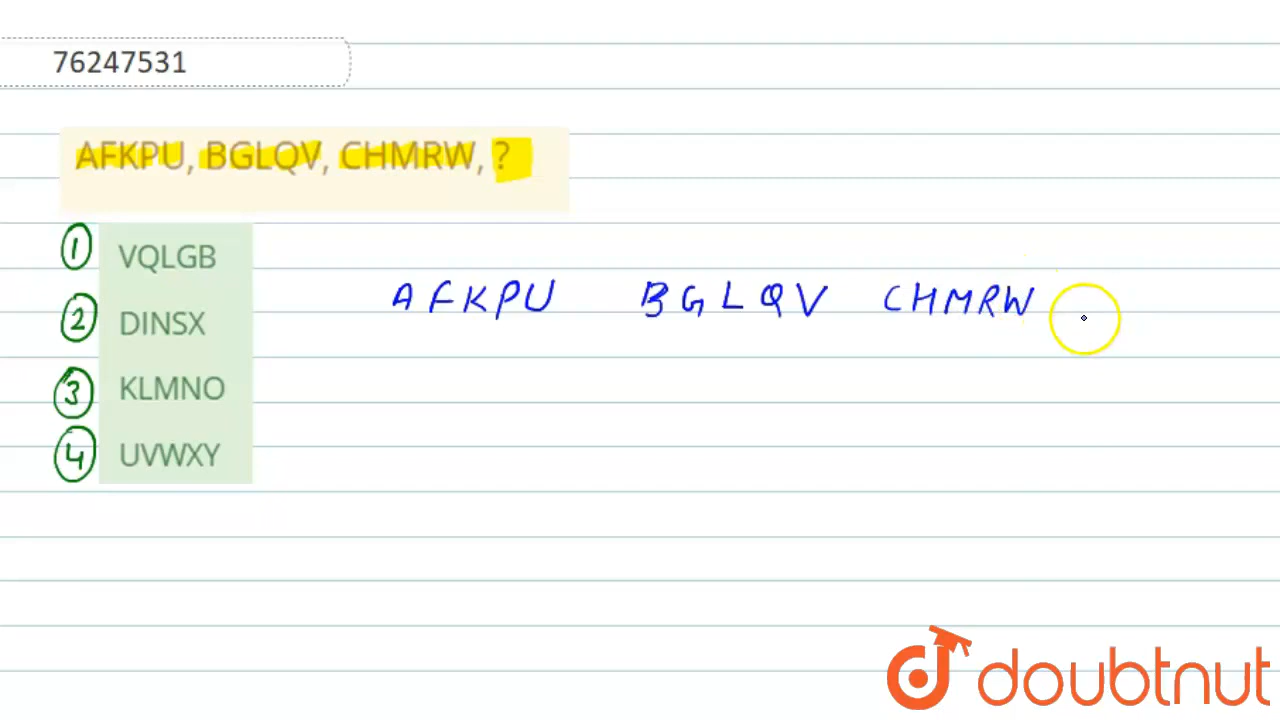 76247531
AFKPU, BGLQV, CHMRW, ?
1 VQLGB
2 DINSX
3 KLMNO
4 UVWXY
AFKPU BGLQV CHMRW
doubtnut